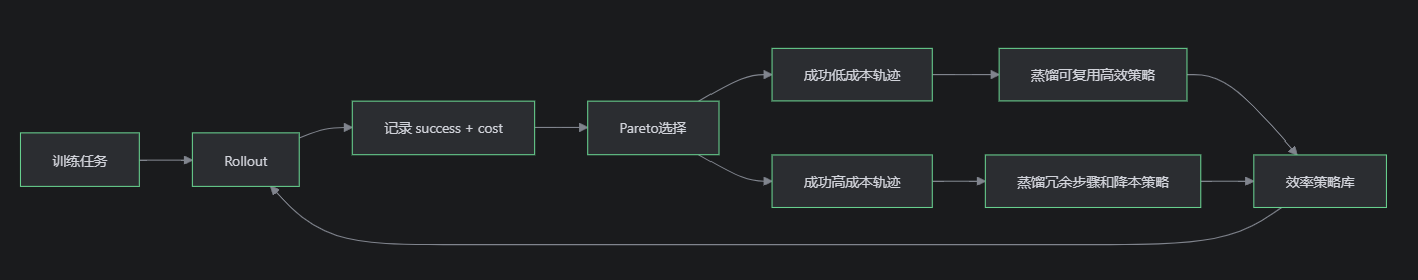 训练任务
Rollout
记录 success + cost
Pareto选择
成功低成本轨迹
蒸馏可复用高效策略
成功高成本轨迹
蒸馏冗余步骤和降本策略
效率策略库